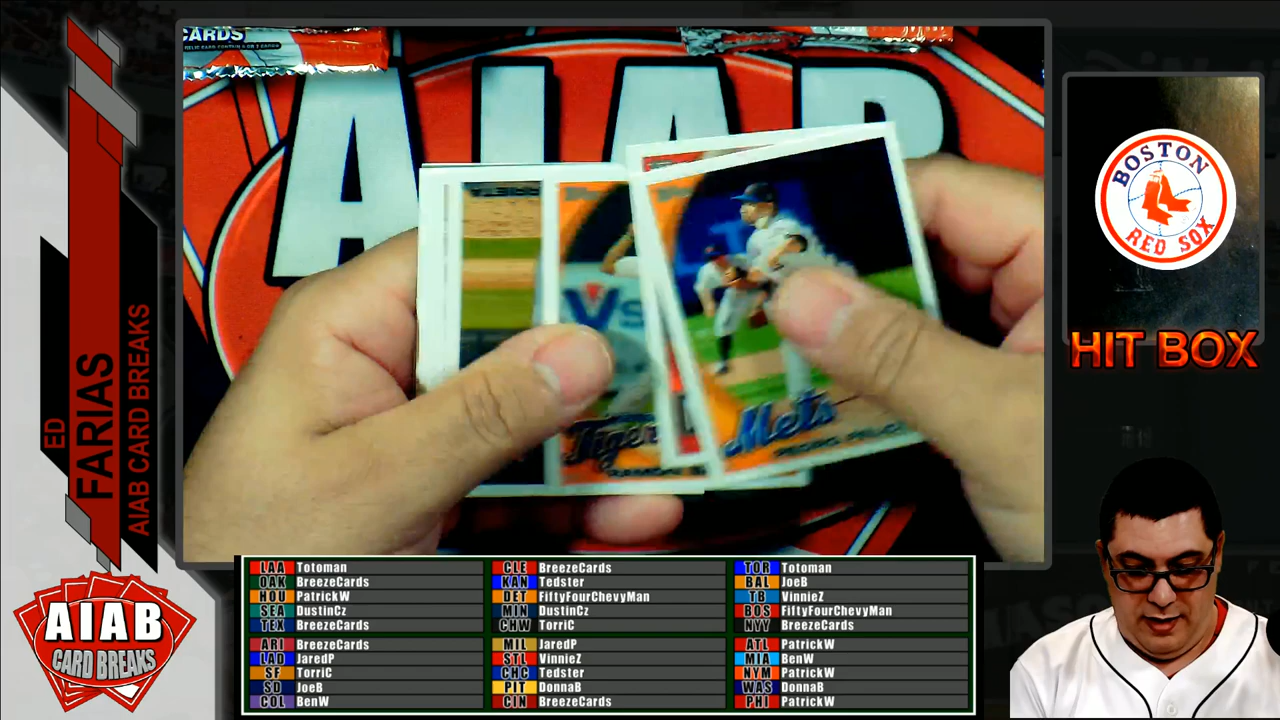 CARDS
AIAB
ED
FARIAS
AIAB CARD BREAKS
Tigers
Mets
BOSTON
RED SOX
HIT BOX
AIAB
CARD BREAKS
LAA Totoman
OAK BreezeCards
HOU PatrickW
SEA DustinCz
TEX BreezeCards
ARI BreezeCards
LAD JaredP
SF TorriC
SD JoeB
COL BenW
CLE BreezeCards
KAN Tedster
DET FiftyFourChevyMan
MIN DustinCz
CHW TorriC
MIL JaredP
STL VinnieZ
CHC Tedster
PIT DonnaB
CIN BreezeCards
TOR Totoman
BAL JoeB
TB VinnieZ
BOS FiftyFourChevyMan
NYY BreezeCards
ATL PatrickW
MIA BenW
NYM PatrickW
WAS DonnaB
PHI PatrickW